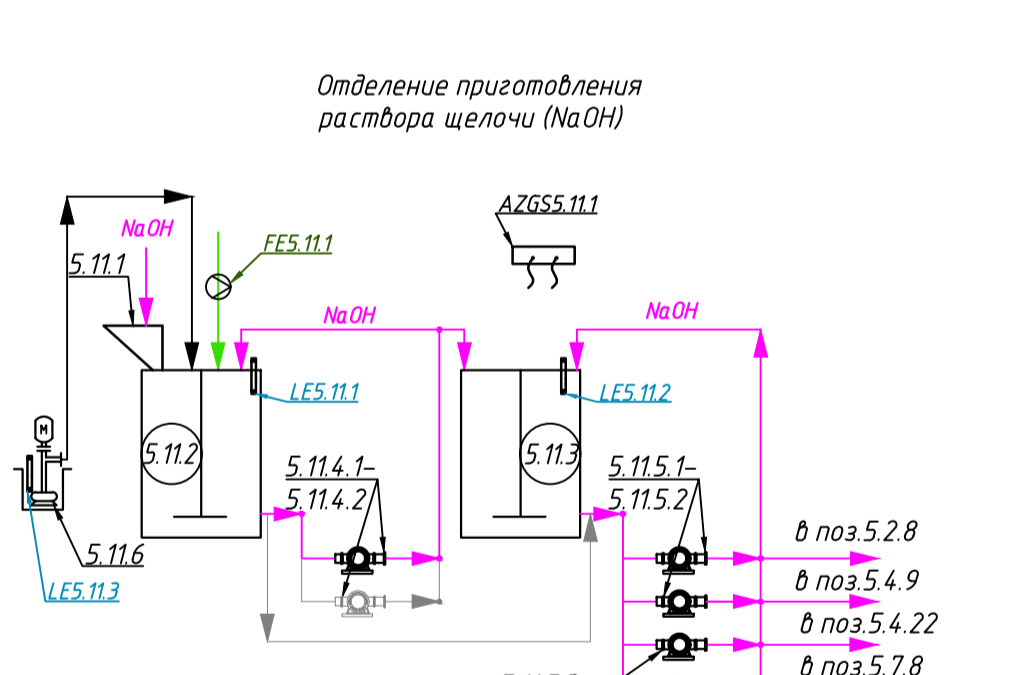 Отделение приготовления
раствора щелочи (NaOH)
AZGS5.11.1
NaOH
FE5.11.1
5.11.1
NaOH
NaOH
LE5.11.1
LE5.11.2
M
5.11.2
5.11.3
5.11.4.1-
5.11.4.2
5.11.5.1-
5.11.5.2
5.11.6
LE5.11.3
в поз.5.2.8
в поз.5.4.9
в поз.5.4.22
в поз.5.7.8